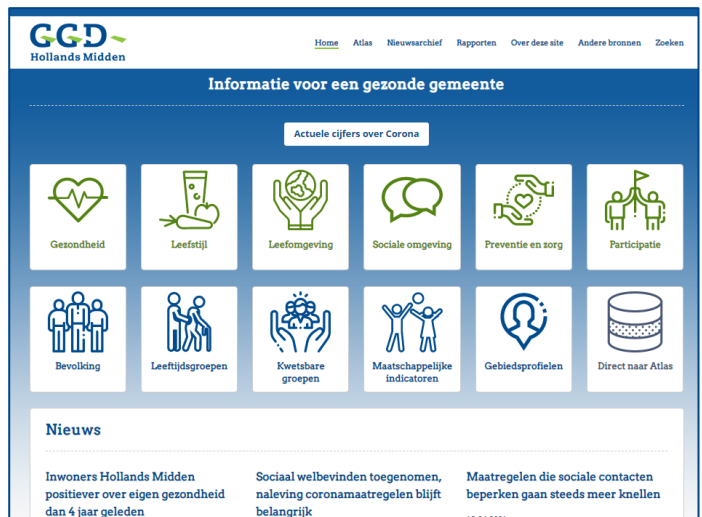 GGD
Hollands Midden
Home Atlas Nieuwsarchief Rapporten Over deze site Andere bronnen Zoeken
Informatie voor een gezonde gemeente
Actuele cijfers over Corona
Gezondheid Leefstijl Leefomgeving Sociale omgeving Preventie en zorg Participatie
Bevolking Leeftijdsgroepen Kwetsbare groepen Maatschappelijke indicatoren Gebiedsprofielen Direct naar Atlas
Nieuws
Inwoners Hollands Midden
positiever over eigen gezondheid
dan 4 jaar geleden
Sociaal welbevinden toegenomen,
naleving coronamaatregelen blijft
belangrijk
Maatregelen die sociale contacten
beperken gaan steeds meer knellen